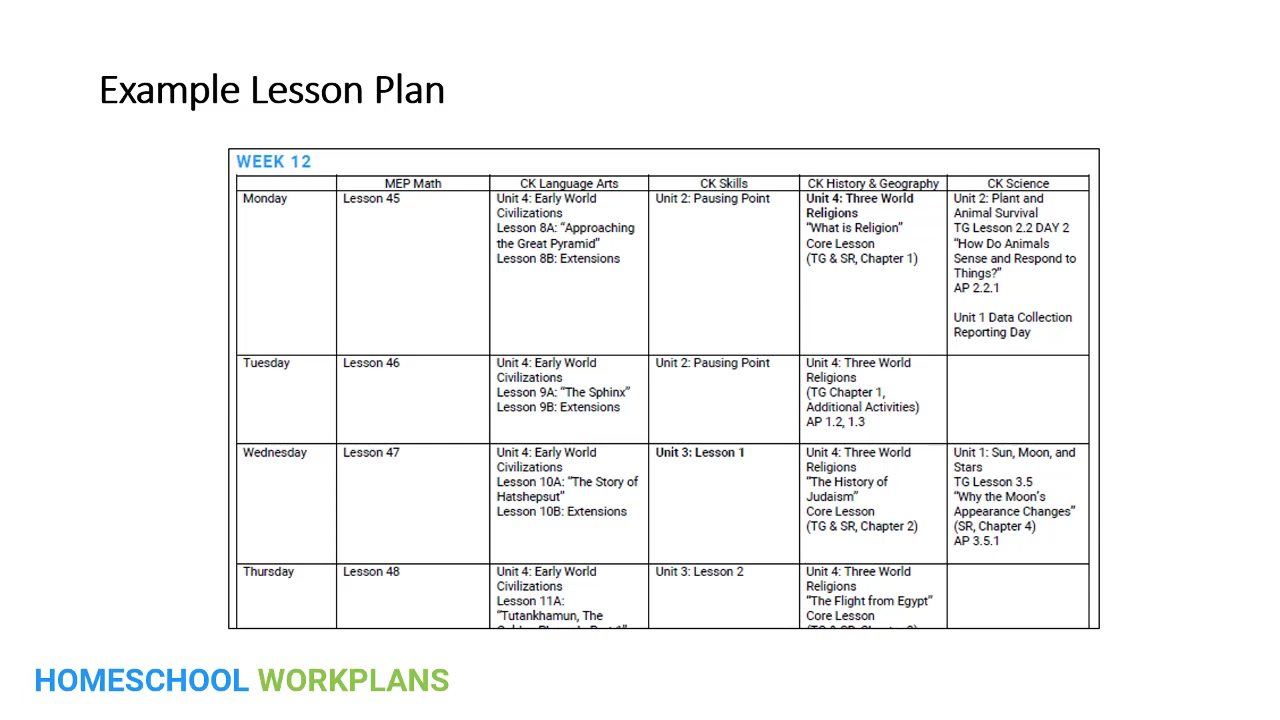 Example Lesson Plan
WEEK 12
MEP Math
CK Language Arts
CK Skills
CK History & Geography
CK Science
Monday
Lesson 45
Unit 4: Early World
Civilizations
Lesson 8A: “Approaching
the Great Pyramid”
Lesson 8B: Extensions
Unit 2: Pausing Point
Unit 4: Three World
Religions
“What is Religion”
Core Lesson
(TG & SR, Chapter 1)
Unit 2: Plant and
Animal Survival
TG Lesson 2.2 DAY 2
“How Do Animals
Sense and Respond to
Things?”
AP 2.2.1
Unit 1 Data Collection
Reporting Day
Tuesday
Lesson 46
Unit 4: Early World
Civilizations
Lesson 9A: “The Sphinx”
Lesson 9B: Extensions
Unit 2: Pausing Point
Unit 4: Three World
Religions
(TG Chapter 1,
Additional Activities)
AP 1.2, 1.3
Wednesday
Lesson 47
Unit 4: Early World
Civilizations
Lesson 10A: “The Story of
Hatshepsut”
Lesson 10B: Extensions
Unit 3: Lesson 1
Unit 4: Three World
Religions
“The History of
Judaism”
Core Lesson
(TG & SR, Chapter 2)
Unit 1: Sun, Moon, and
Stars
TG Lesson 3.5
“Why the Moon’s
Appearance Changes”
(SR, Chapter 4)
AP 3.5.1
Thursday
Lesson 48
Unit 4: Early World
Civilizations
Lesson 11A:
“Tutankhamun, The
Unit 3: Lesson 2
Unit 4: Three World
Religions
“The Flight from Egypt”
Core Lesson
HOMESCHOOL WORKPLANS